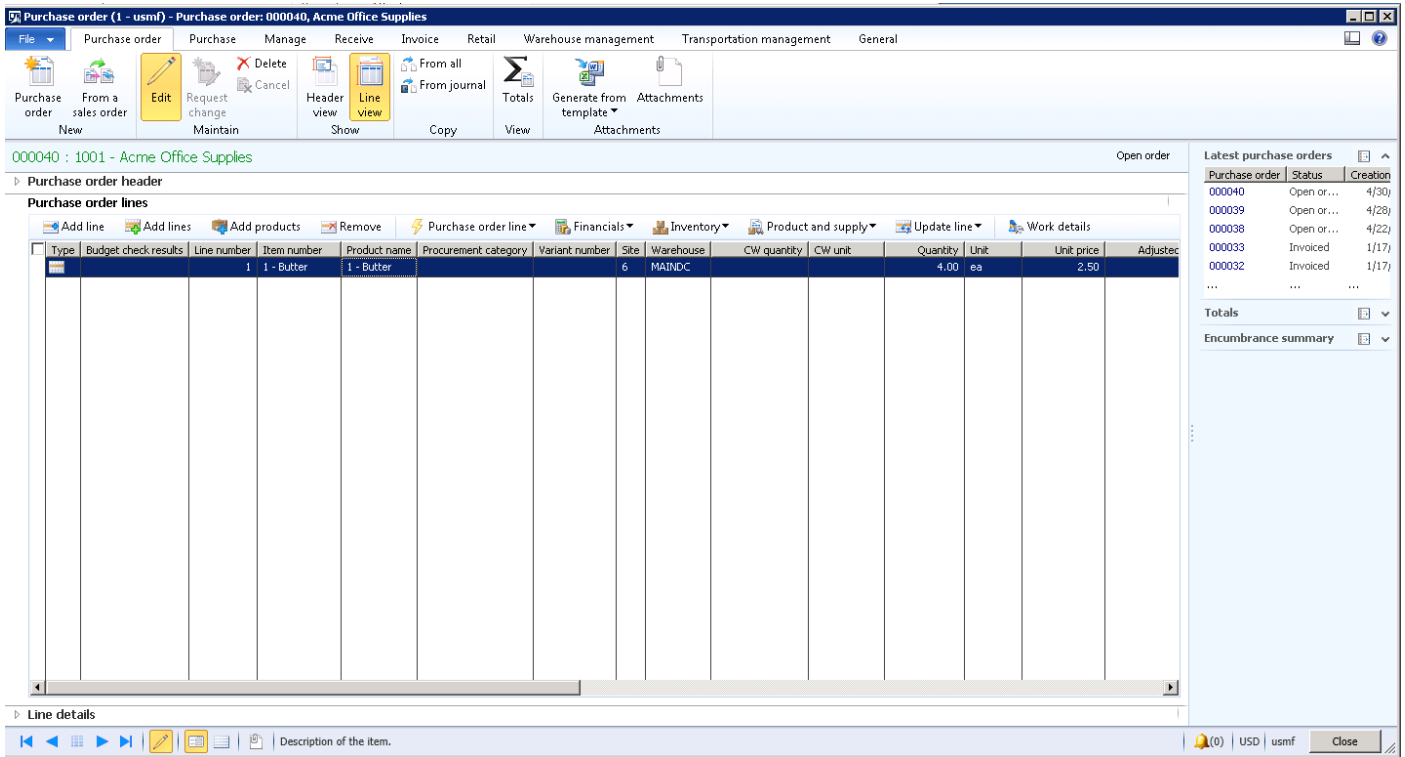 Purchase order (1 - usmf) - Purchase order: 000040, Acme Office Supplies
File Purchase order Purchase Manage Receive Invoice Retail Warehouse management Transportation management General
Purchase order
From a sales order
Edit
Request change
Delete
Cancel
Header view
Line view
From all
From journal
Totals
Generate from template
Attachments
New Maintain Show Copy View Attachments
000040 : 1001 - Acme Office Supplies
Open order
Purchase order header
Purchase order lines
Add line Add lines Add products Remove Purchase order line Financials Inventory Product and supply Update line Work details
Type Budget check results Line number Item number Product name Procurement category Variant number Site Warehouse CW quantity CW unit Quantity Unit Unit price Adjusted
1 1 - Butter 1 - Butter 6 MAINDC 4.00 ea 2.50
Line details
Latest purchase orders
Purchase order Status Creation
000040 Open or... 4/30/
000039 Open or... 4/28/
000038 Open or... 4/22/
000033 Invoiced 1/17/
000032 Invoiced 1/17/
... ... ...
Totals
Encumbrance summary
Description of the item.
(0) USD usmf Close